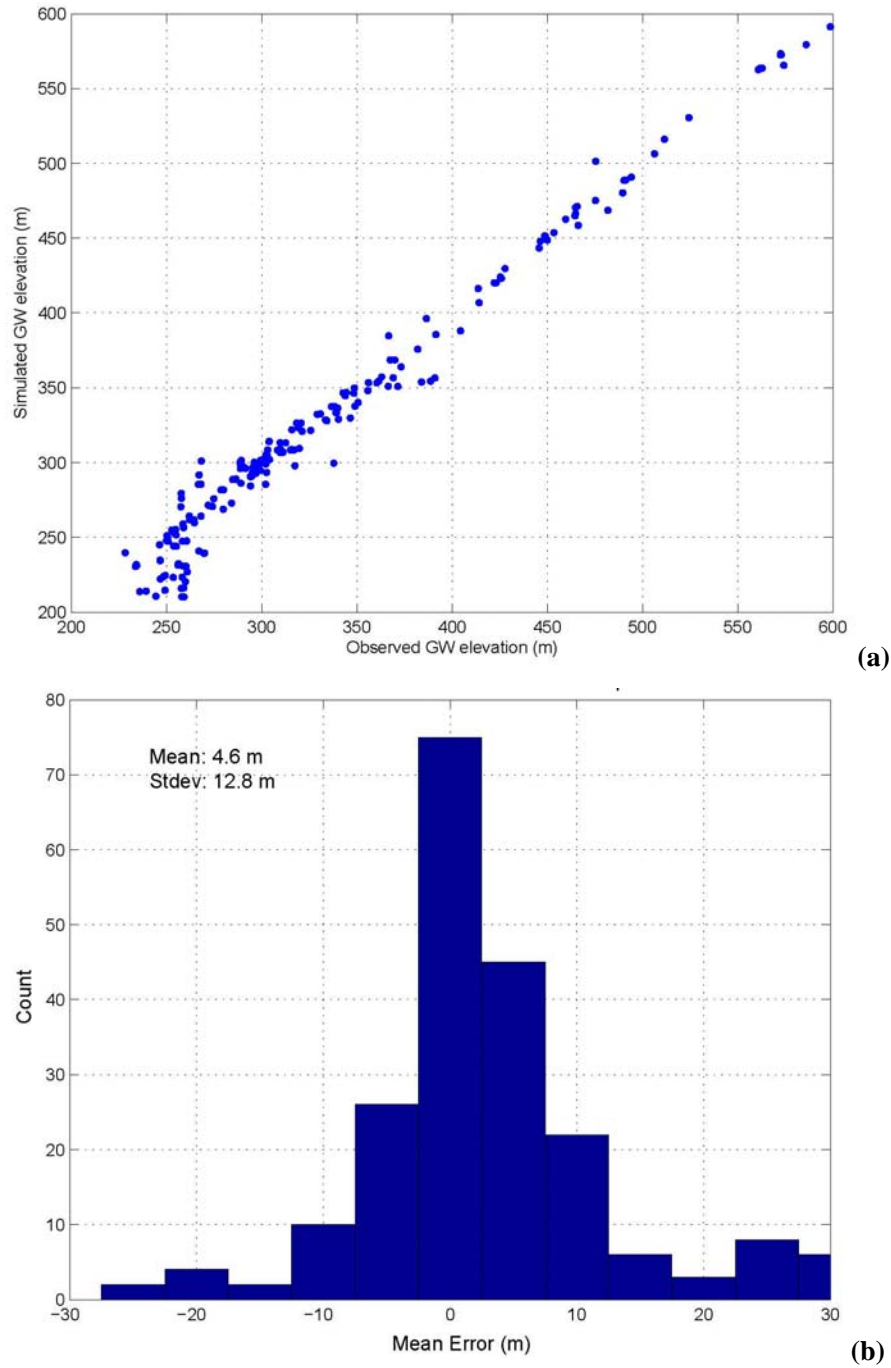 600
550
500
450
400
350
300
250
200
Simulated GW elevation (m)
200 250 300 350 400 450 500 550 600
Observed GW elevation (m)
(a)
80
70
60
50
40
30
20
10
0
Count
Mean: 4.6 m
Stdev: 12.8 m
−30 −20 −10 0 10 20 30
Mean Error (m)
(b)